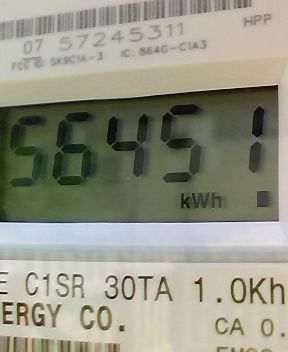 HPP
07 57245311
FCC ID: SK9C1A-3 IC: 864G-C1A3
56451
kWh
E C1SR 30TA 1.0Kh
ERGY CO.
CA 0.